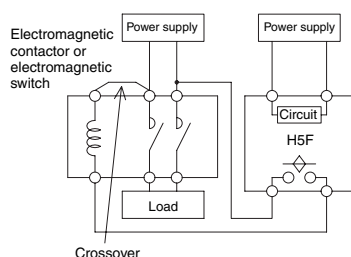 Power supply
Power supply
Electromagnetic
contactor or
electromagnetic
switch
Circuit
H5F
Load
Crossover